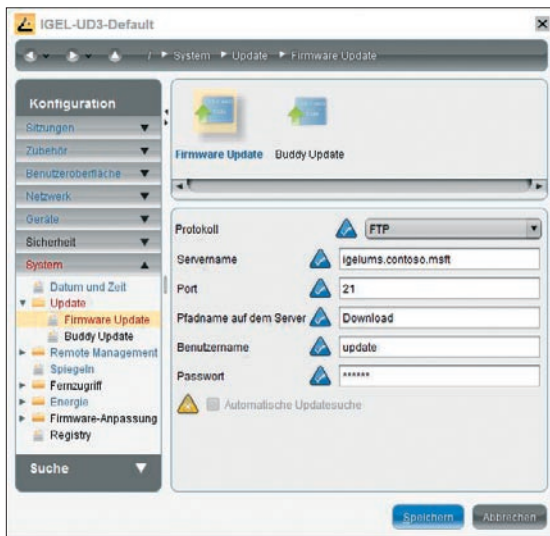 IGEL-UD3-Default
/ System Update Firmware Update
Konfiguration
Sitzungen
Zubehör
Benutzeroberfläche
Netzwerk
Geräte
Sicherheit
System
Datum und Zeit
Update
Firmware Update
Buddy Update
Remote Management
Spiegeln
Fernzugriff
Energie
Firmware-Anpassung
Registry
Suche
Firmware Update Buddy Update
Protokoll FTP
Servername igelums.contoso.msft
Port 21
Pfadname auf dem Server Download
Benutzername update
Passwort ******
Automatische Updatesuche
Speichern Abbrechen